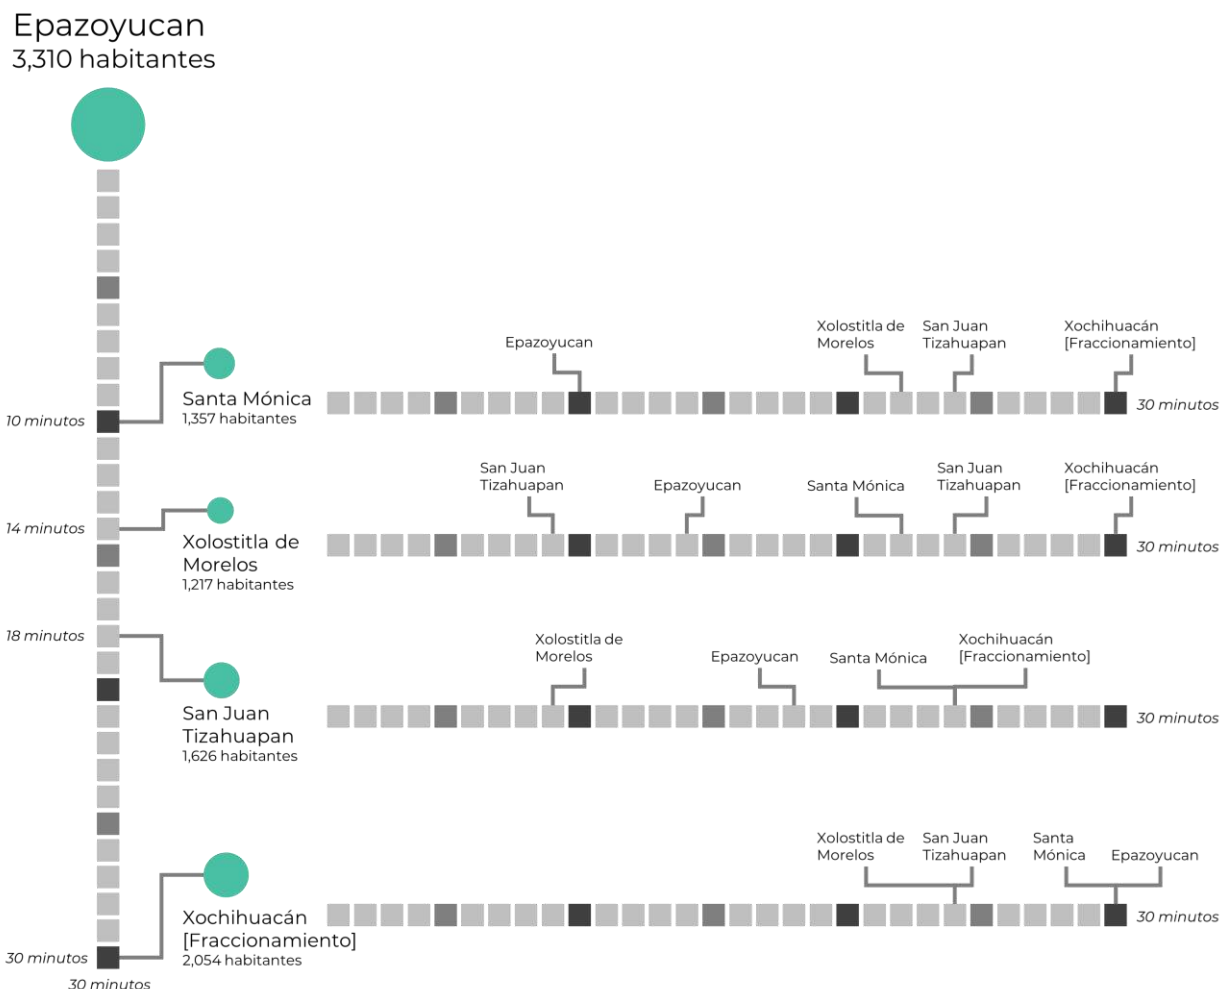 Epazoyucan
3,310 habitantes
Xolostitla de
Morelos
San Juan
Tizahuapan
Xochihuacán
[Fraccionamiento]
Epazoyucan
Santa Mónica
1,357 habitantes
10 minutos
30 minutos
San Juan
Tizahuapan
Epazoyucan
Santa Mónica
San Juan
Tizahuapan
Xochihuacán
[Fraccionamiento]
14 minutos
Xolostitla de
Morelos
1,217 habitantes
30 minutos
Xolostitla de
Morelos
Epazoyucan
Santa Mónica
Xochihuacán
[Fraccionamiento]
18 minutos
San Juan
Tizahuapan
1,626 habitantes
30 minutos
Xolostitla de
Morelos
San Juan
Tizahuapan
Santa
Mónica
Epazoyucan
Xochihuacán
[Fraccionamiento]
2,054 habitantes
30 minutos
30 minutos
30 minutos